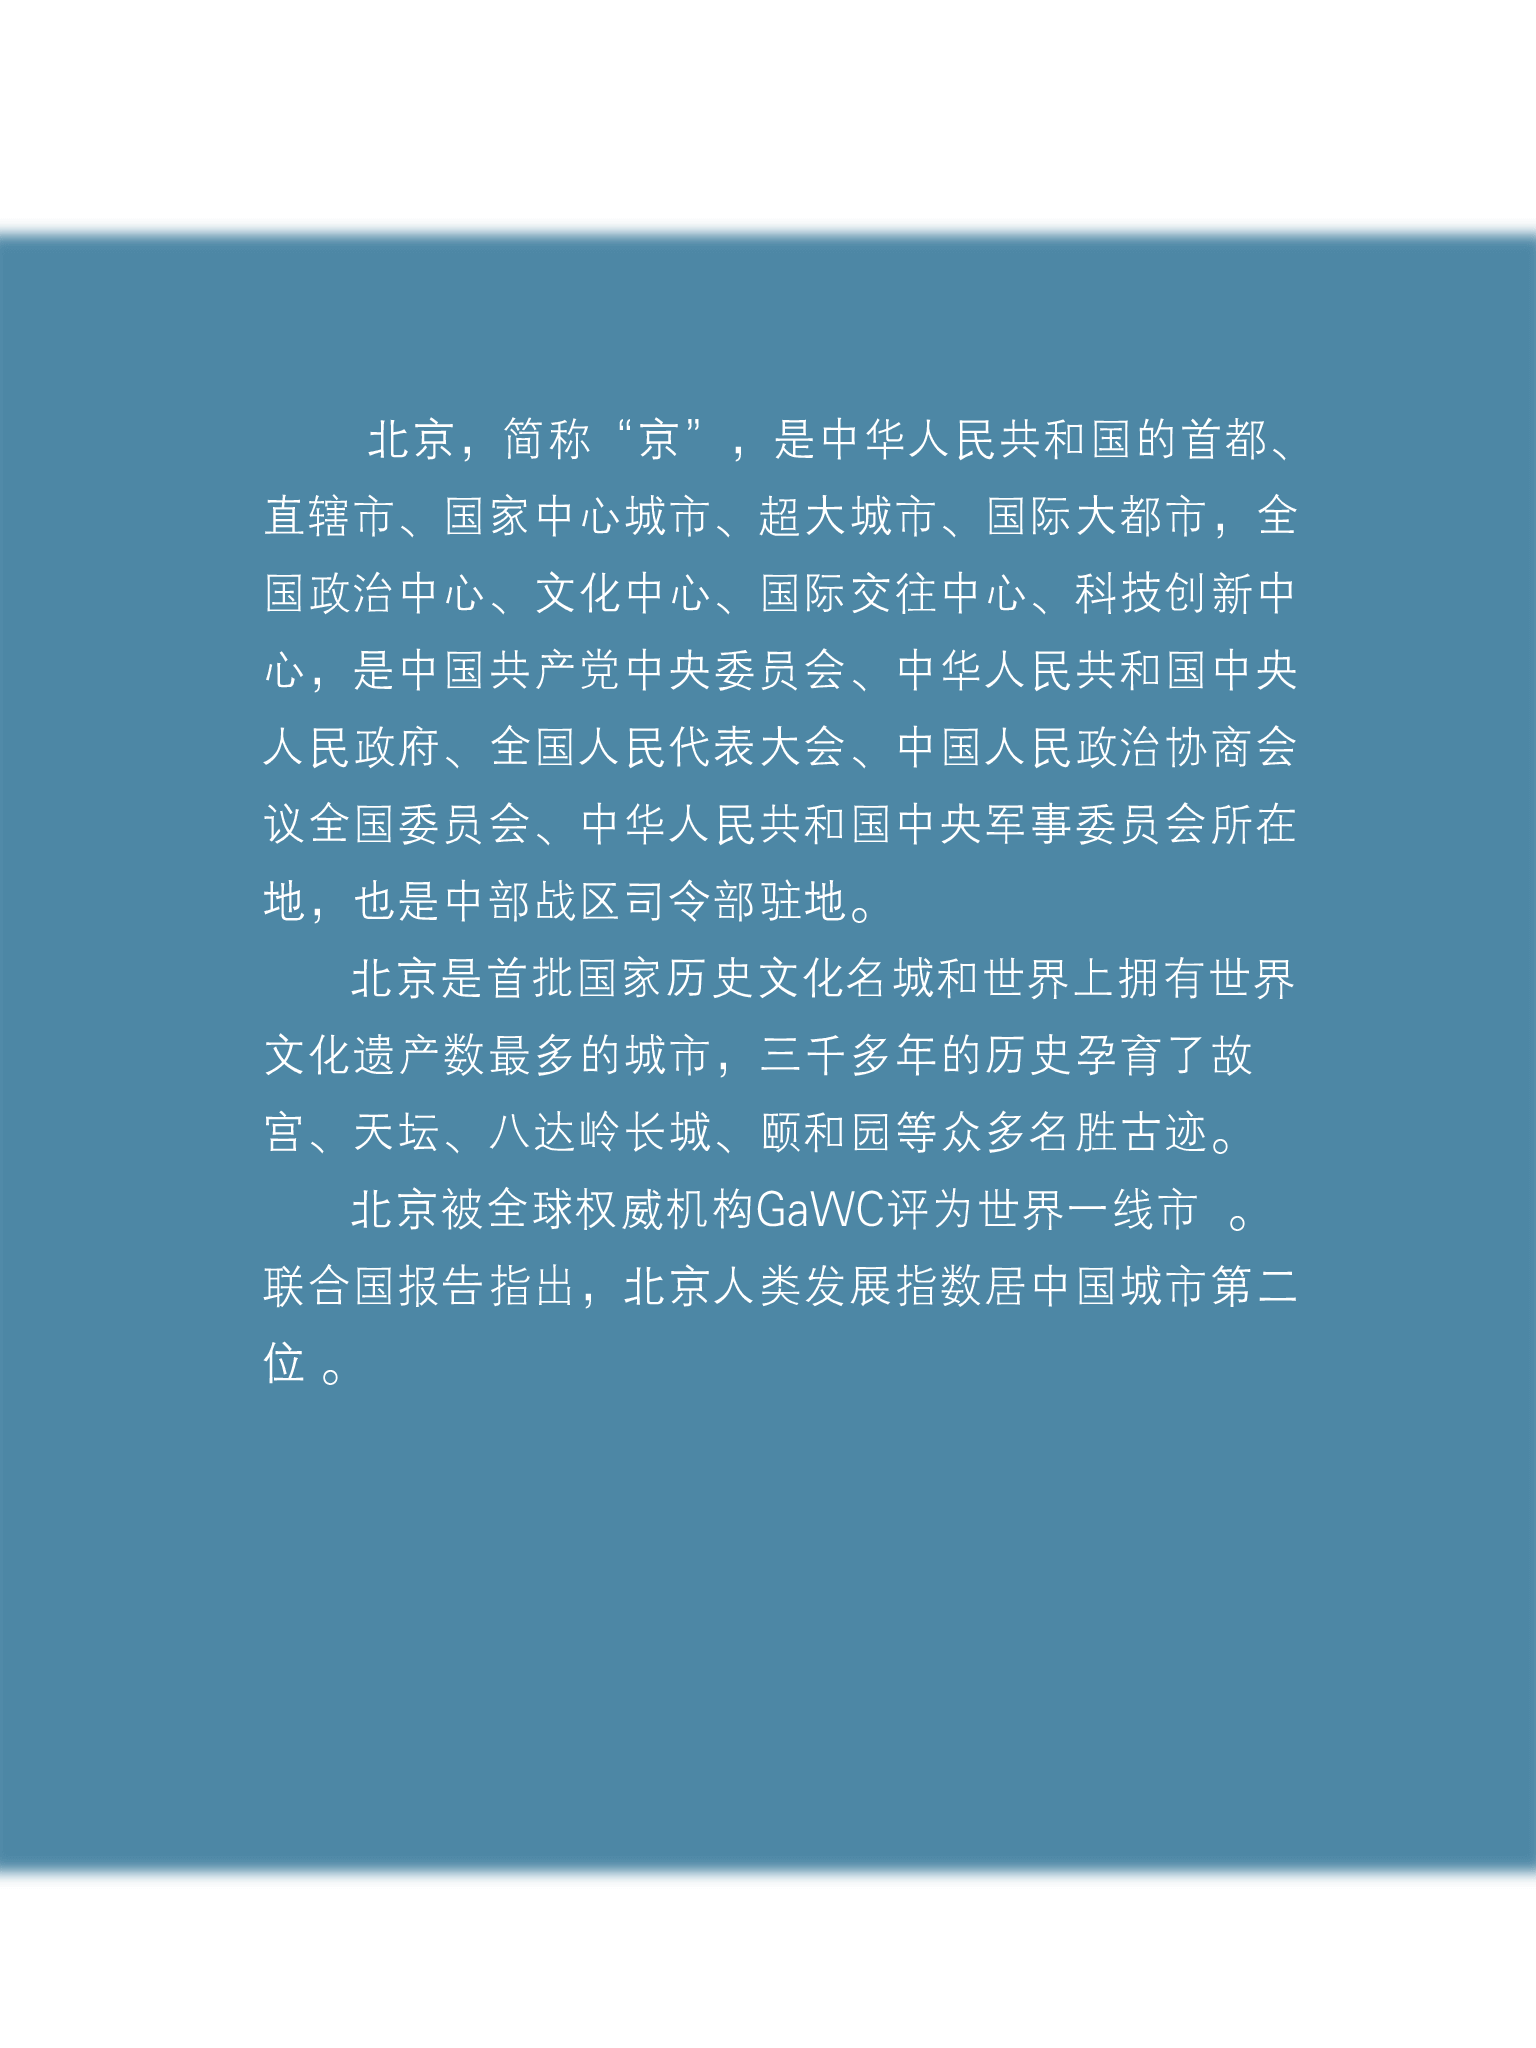 北京，简称“京”，是中华人民共和国的首都、
直辖市、国家中心城市、超大城市、国际大都市，全
国政治中心、文化中心、国际交往中心、科技创新中
心，是中国共产党中央委员会、中华人民共和国中央
人民政府、全国人民代表大会、中国人民政治协商会
议全国委员会、中华人民共和国中央军事委员会所在
地，也是中部战区司令部驻地。
北京是首批国家历史文化名城和世界上拥有世界
文化遗产数最多的城市，三千多年的历史孕育了故
宫、天坛、八达岭长城、颐和园等众多名胜古迹。
北京被全球权威机构GaWC评为世界一线市 。
联合国报告指出，北京人类发展指数居中国城市第二
位 。